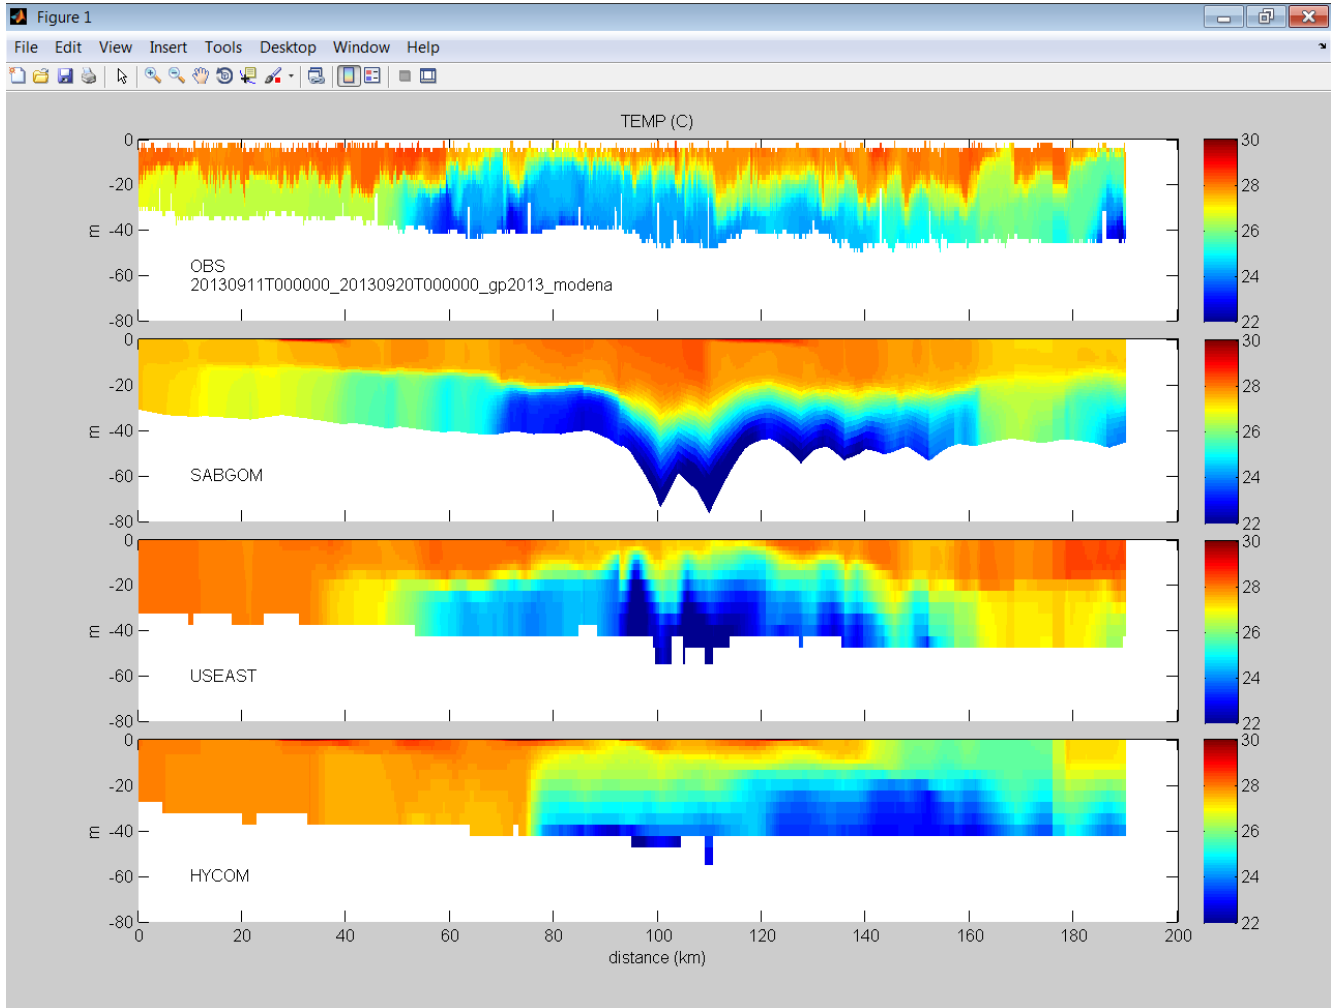 Figure 1
File Edit View Insert Tools Desktop Window Help
TEMP (C)
0
-20
-40
-60
-80
m
OBS
20130911T000000_20130920T000000_gp2013_modena
30
28
26
24
22
0
-20
-40
-60
-80
m
SABGOM
30
28
26
24
22
0
-20
-40
-60
-80
m
USEAST
30
28
26
24
22
0
-20
-40
-60
-80
m
HYCOM
30
28
26
24
22
0 20 40 60 80 100 120 140 160 180 200
distance (km)